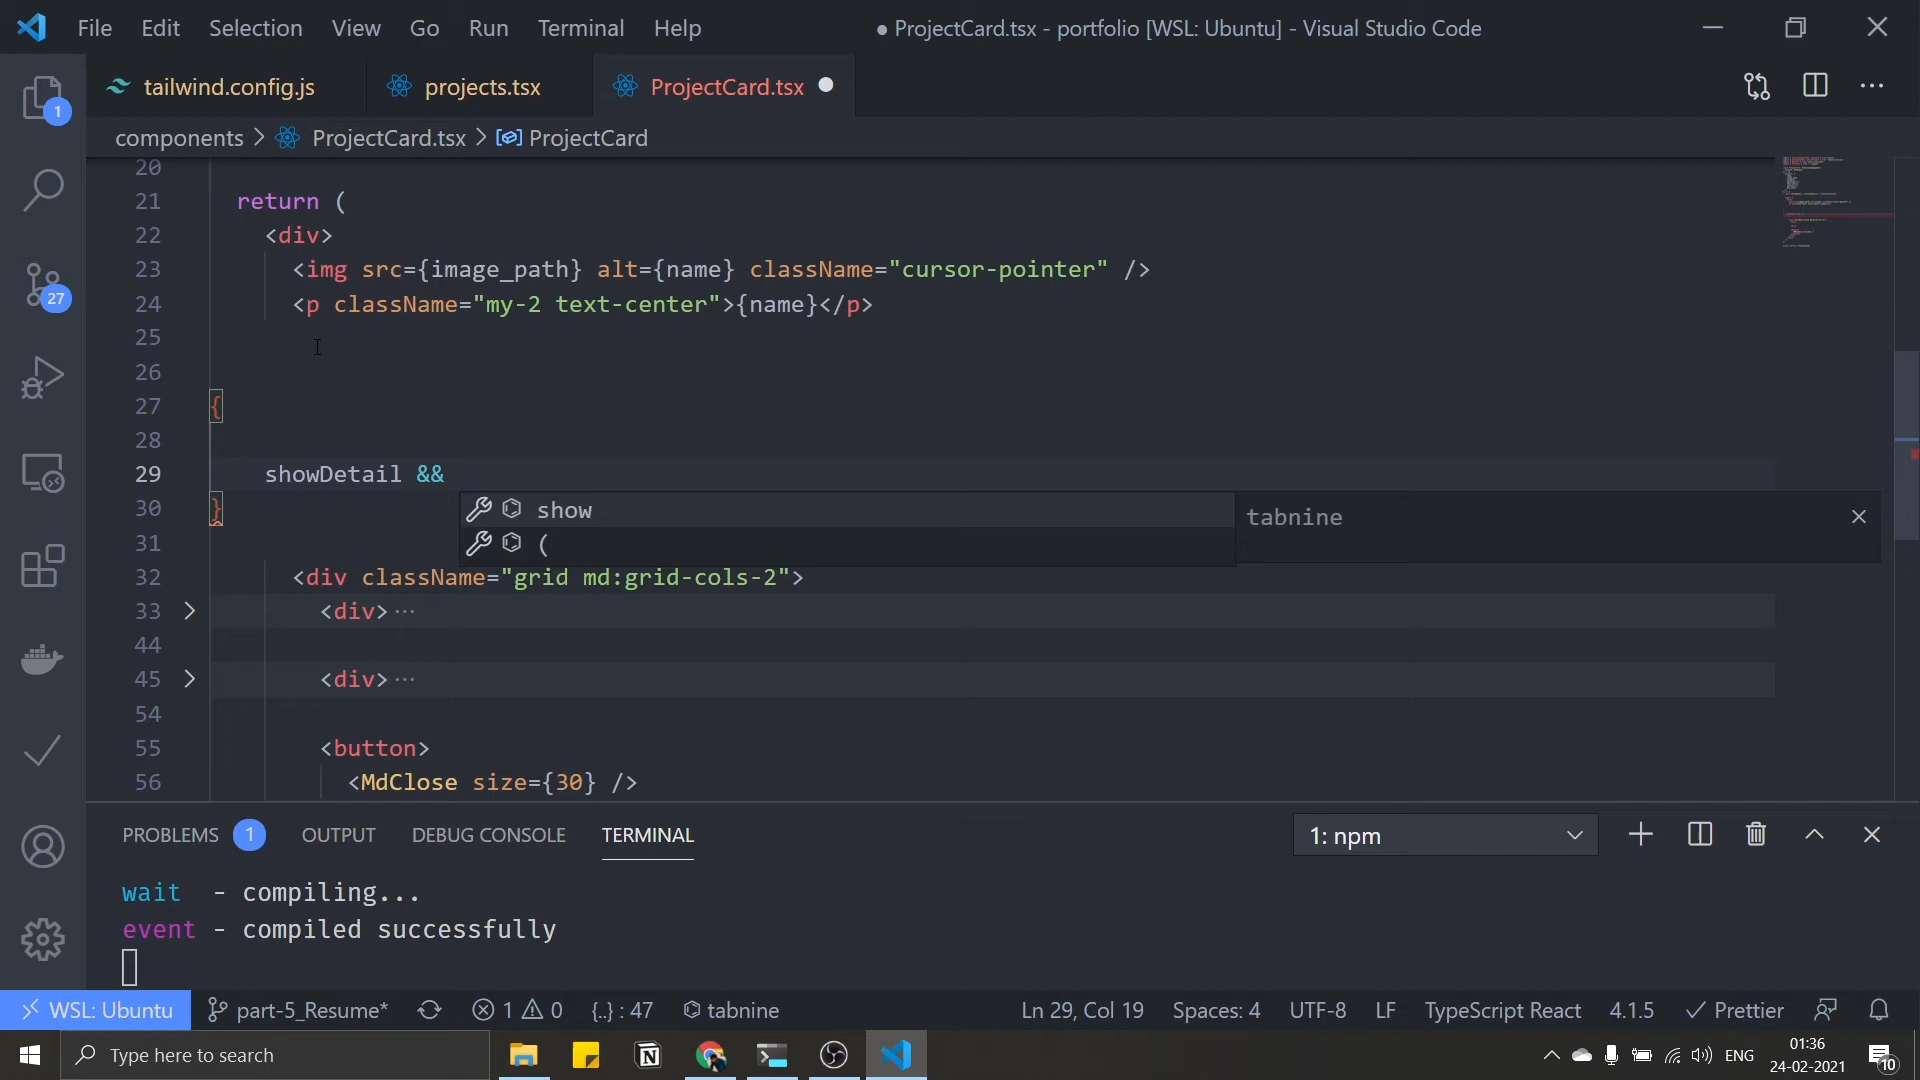 File Edit Selection View Go Run Terminal Help
● ProjectCard.tsx - portfolio [WSL: Ubuntu] - Visual Studio Code
tailwind.config.js
projects.tsx
ProjectCard.tsx
components > ProjectCard.tsx > ProjectCard
1
27
20
21 return (
22 <div>
23 <img src={image_path} alt={name} className="cursor-pointer" />
24 <p className="my-2 text-center">{name}</p>
25
26
27 {
28
29 showDetail &&
show
(
tabnine
30 }
31
32 <div className="grid md:grid-cols-2">
33 <div>···
44
45 <div>···
54
55 <button>
56 <MdClose size={30} />
PROBLEMS 1 OUTPUT DEBUG CONSOLE TERMINAL
1: npm
wait - compiling...
event - compiled successfully
WSL: Ubuntu part-5_Resume* 1 0 {..} : 47 tabnine Ln 29, Col 19 Spaces: 4 UTF-8 LF TypeScript React 4.1.5 Prettier
Type here to search
ENG
01:36
24-02-2021
10